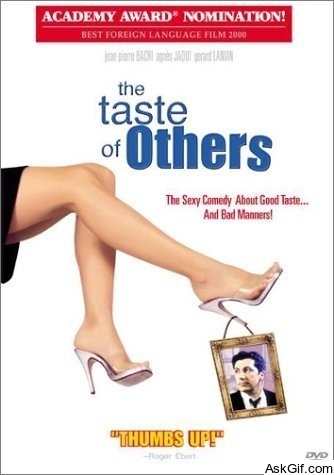 ACADEMY AWARD® NOMINATION!
BEST FOREIGN LANGUAGE FILM 2000
jean-pierre BACRI agnès JAOUI gerard LANVIN
the
taste
of Others
The Sexy Comedy About Good Taste...
And Bad Manners!
"THUMBS UP!"
–Roger Ebert
DVD
AskGif.com